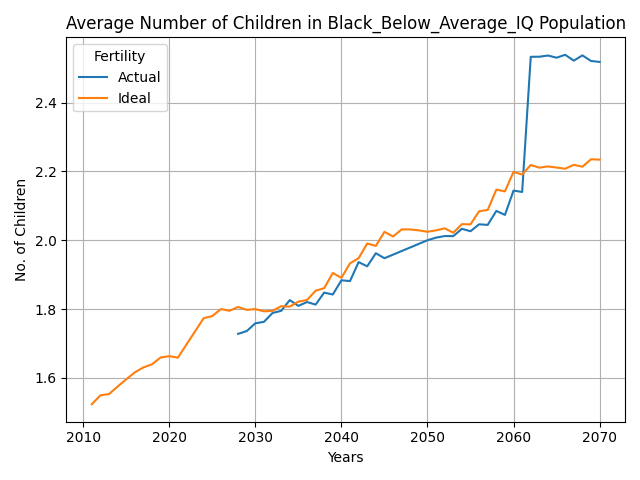 Average Number of Children in Black_Below_Average_IQ Population
Fertility
Actual
Ideal
No. of Children
2.4
2.2
2.0
1.8
1.6
2010 2020 2030 2040 2050 2060 2070
Years